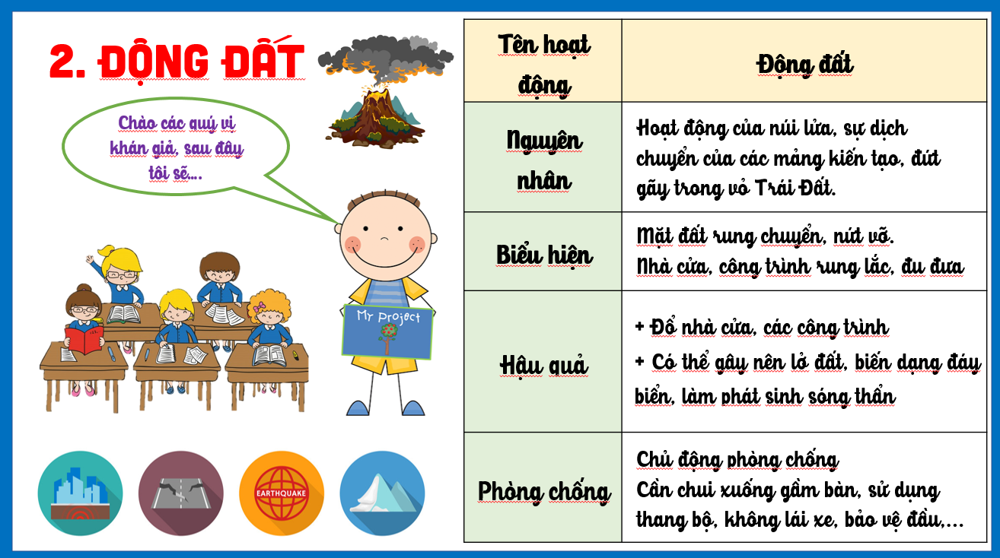 2. ĐỘNG ĐẤT
Chào các quý vị
khán giả, sau đây
tôi sẽ….
My Project
EARTHQUAKE
Tên hoạt
động
Động đất
Nguyên
nhân
Hoạt động của núi lửa, sự dịch
chuyển của các mảng kiến tạo, đứt
gãy trong vỏ Trái Đất.
Biểu hiện
Mặt đất rung chuyển, nứt vỡ.
Nhà cửa, công trình rung lắc, đu đưa
Hậu quả
+ Đổ nhà cửa, các công trình
+ Có thể gây nên lở đất, biến dạng đáy
biển, làm phát sinh sóng thần
Phòng chống
Chủ động phòng chống
Cần chui xuống gầm bàn, sử dụng
thang bộ, không lái xe, bảo vệ đầu,…